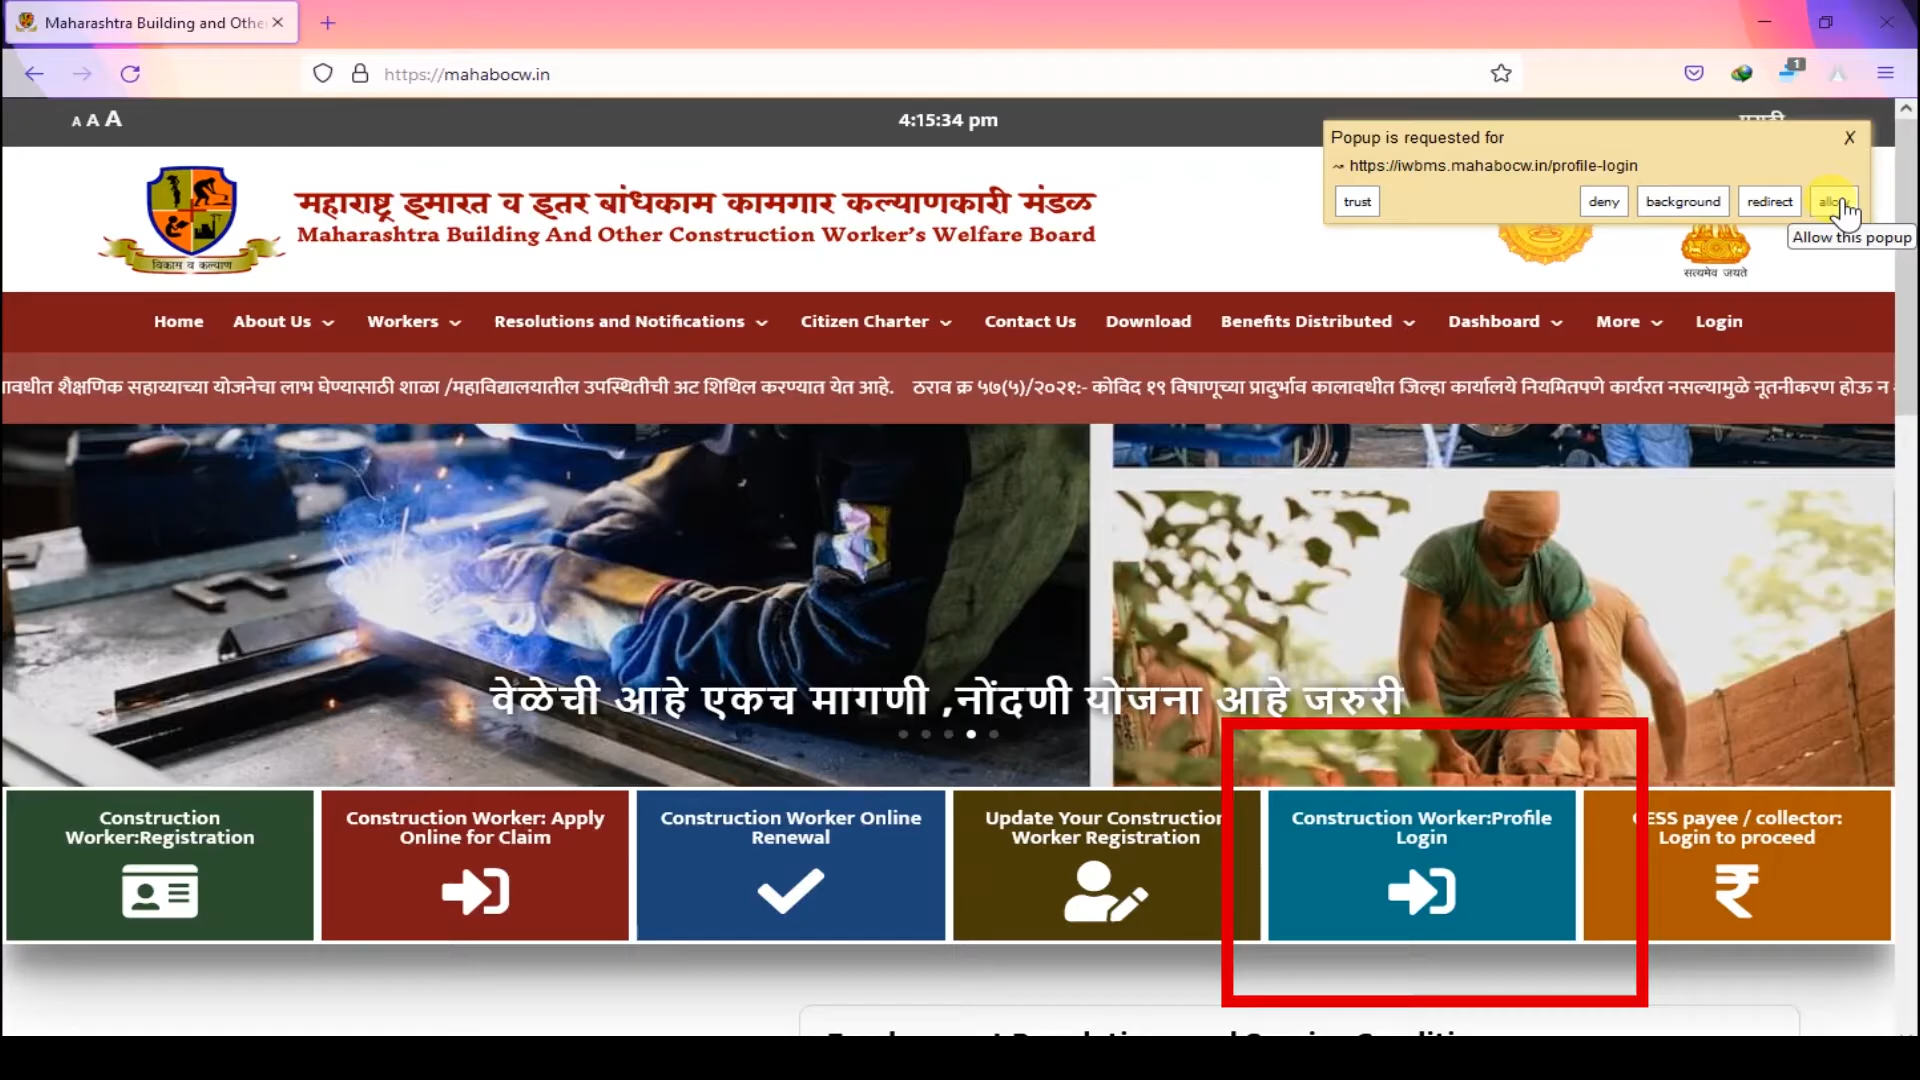 Maharashtra Building and Othe
https://mahabocw.in
1
A A A
4:15:34 pm
Popup is requested for
X
https://iwbms.mahabocw.in/profile-login
trust
deny
background
redirect
Allow this popup
विकास व कल्याण
महाराष्ट्र इमारत व इतर बांधकाम कामगार कल्याणकारी मंडळ
Maharashtra Building And Other Construction Worker's Welfare Board
सत्यमेव जयते
Home About Us Workers Resolutions and Notifications Citizen Charter Contact Us Download Benefits Distributed Dashboard More Login
शैक्षणिक सहाय्याच्या योजनेचा लाभ घेण्यासाठी शाळा /महाविद्यालयातील उपस्थितीची अट शिथिल करण्यात येत आहे. ठराव क्र ५७(५)/२०२१:- कोविद १९ विषाणूच्या प्रादुर्भाव कालावधीत जिल्हा कार्यालये नियमितपणे कार्यरत नसल्यामुळे नूतनीकरण होऊ न
वेळेची आहे एकच मागणी ,नोंदणी योजना आहे जरुरी
Construction
Worker:Registration
Construction Worker: Apply
Online for Claim
Construction Worker Online
Renewal
Update Your Construction
Worker Registration
Construction Worker:Profile
Login
CESS payee / collector:
Login to proceed